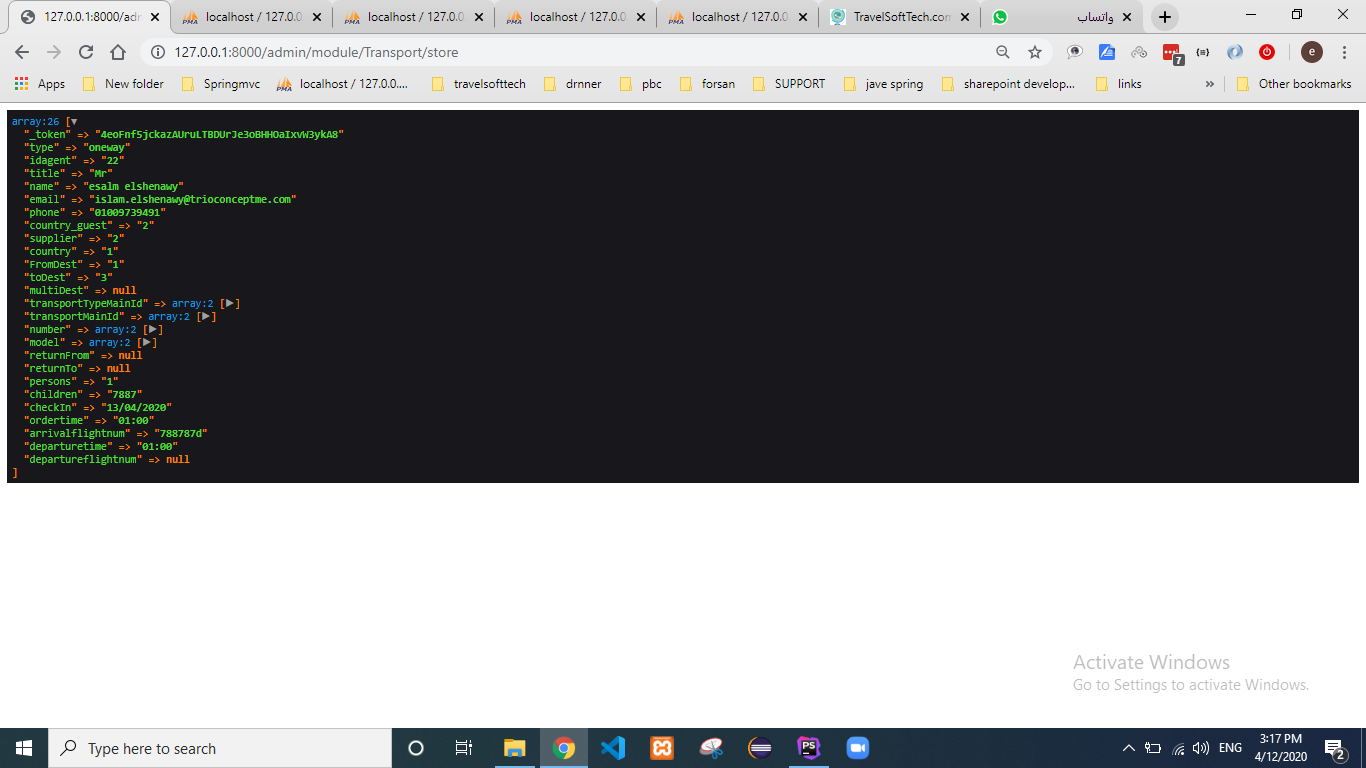 127.0.0.1:8000/adm
localhost / 127.0.0
localhost / 127.0.0
localhost / 127.0.0
localhost / 127.0.0.
TravelSoftTech.com
واتساب
127.0.0.1:8000/admin/module/Transport/store
7
e
Apps
New folder
Springmvc
PMA localhost / 127.0.0....
travelsofttech
drnner
pbc
forsan
SUPPORT
jave spring
sharepoint develop...
links
»
Other bookmarks
array:26 [▼
"_token" => "4eoFnf5jckazAUruLTBDUrJe3oBHHOaIxvW3ykA8"
"type" => "oneway"
"idagent" => "22"
"title" => "Mr"
"name" => "esalm elshenawy"
"email" => "islam.elshenawy@trioconceptme.com"
"phone" => "01009739491"
"country_guest" => "2"
"supplier" => "2"
"country" => "1"
"FromDest" => "1"
"toDest" => "3"
"multiDest" => null
"transportTypeMainId" => array:2 [▶]
"transportMainId" => array:2 [▶]
"number" => array:2 [▶]
"model" => array:2 [▶]
"returnFrom" => null
"returnTo" => null
"persons" => "1"
"children" => "7887"
"checkIn" => "13/04/2020"
"ordertime" => "01:00"
"arrivalflightnum" => "788787d"
"departuretime" => "01:00"
"departureflightnum" => null
]
Activate Windows
Go to Settings to activate Windows.
Type here to search
PS
ENG
3:17 PM
4/12/2020
2